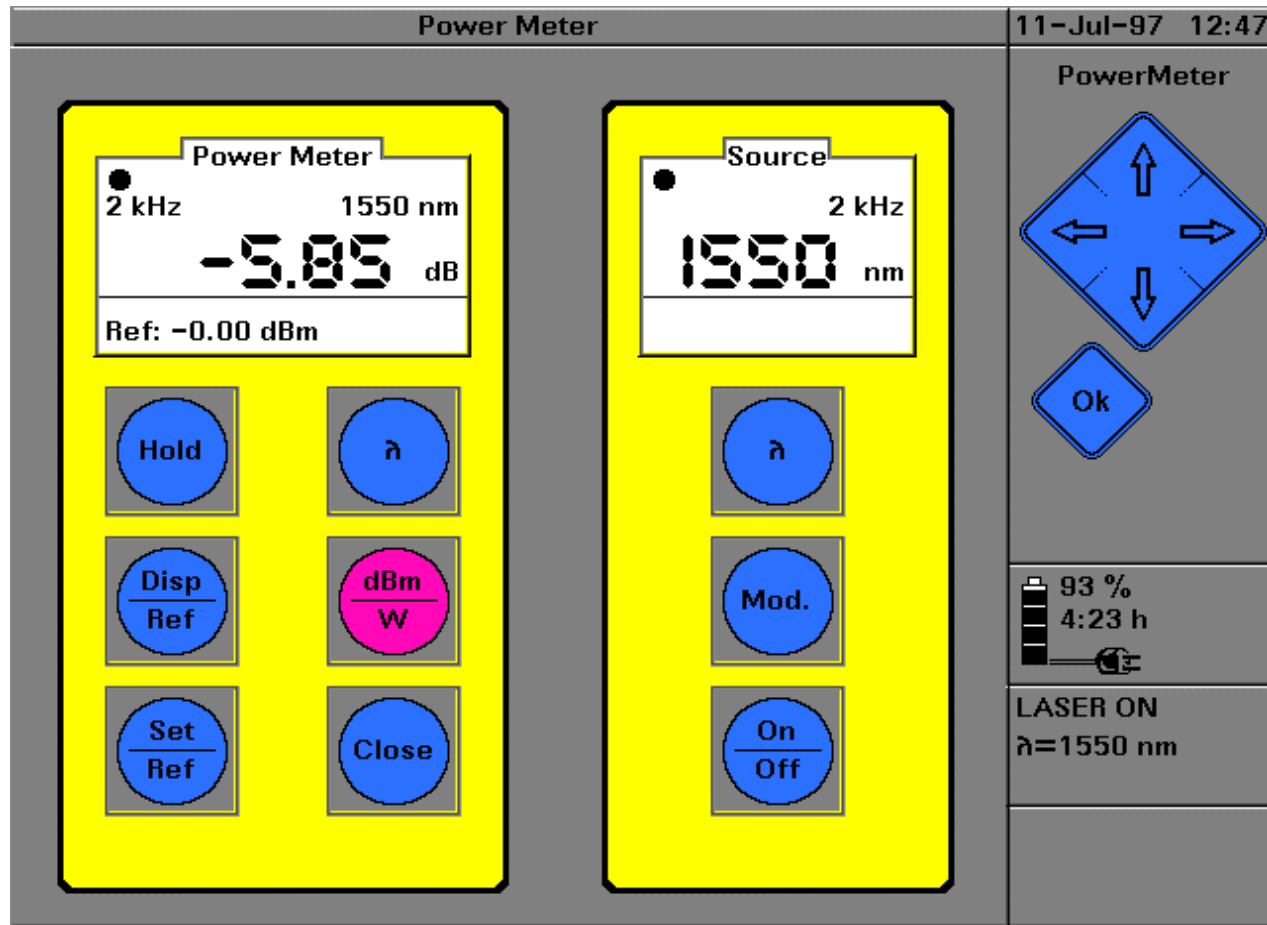 Power Meter
11-Jul-97 12:47
PowerMeter
Power Meter
2 kHz 1550 nm
-5.85 dB
Ref: -0.00 dBm
Hold
λ
Disp
Ref
dBm
W
Set
Ref
Close
Source
2 kHz
1550 nm
λ
Mod.
On
Off
Ok
93 %
4:23 h
LASER ON
λ=1550 nm